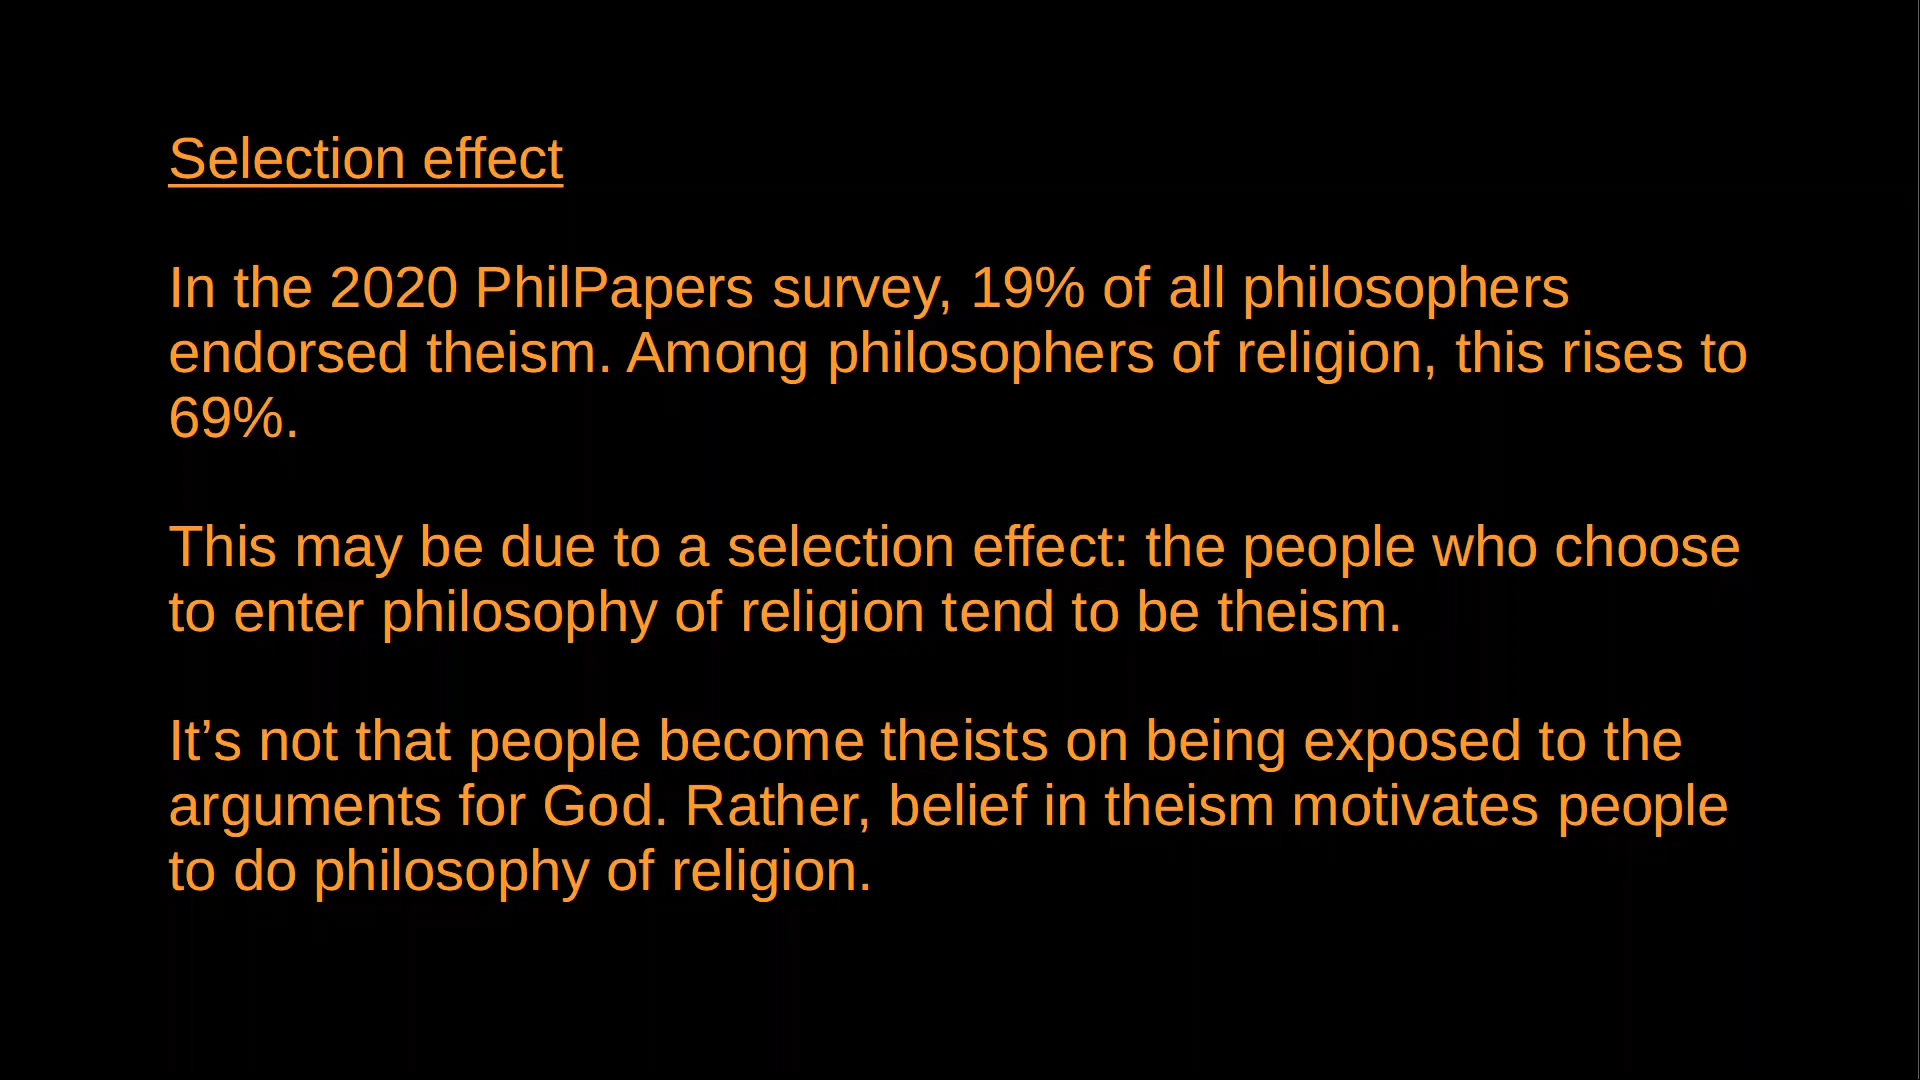 Selection effect
In the 2020 PhilPapers survey, 19% of all philosophers
endorsed theism. Among philosophers of religion, this rises to
69%.
This may be due to a selection effect: the people who choose
to enter philosophy of religion tend to be theism.
It’s not that people become theists on being exposed to the
arguments for God. Rather, belief in theism motivates people
to do philosophy of religion.